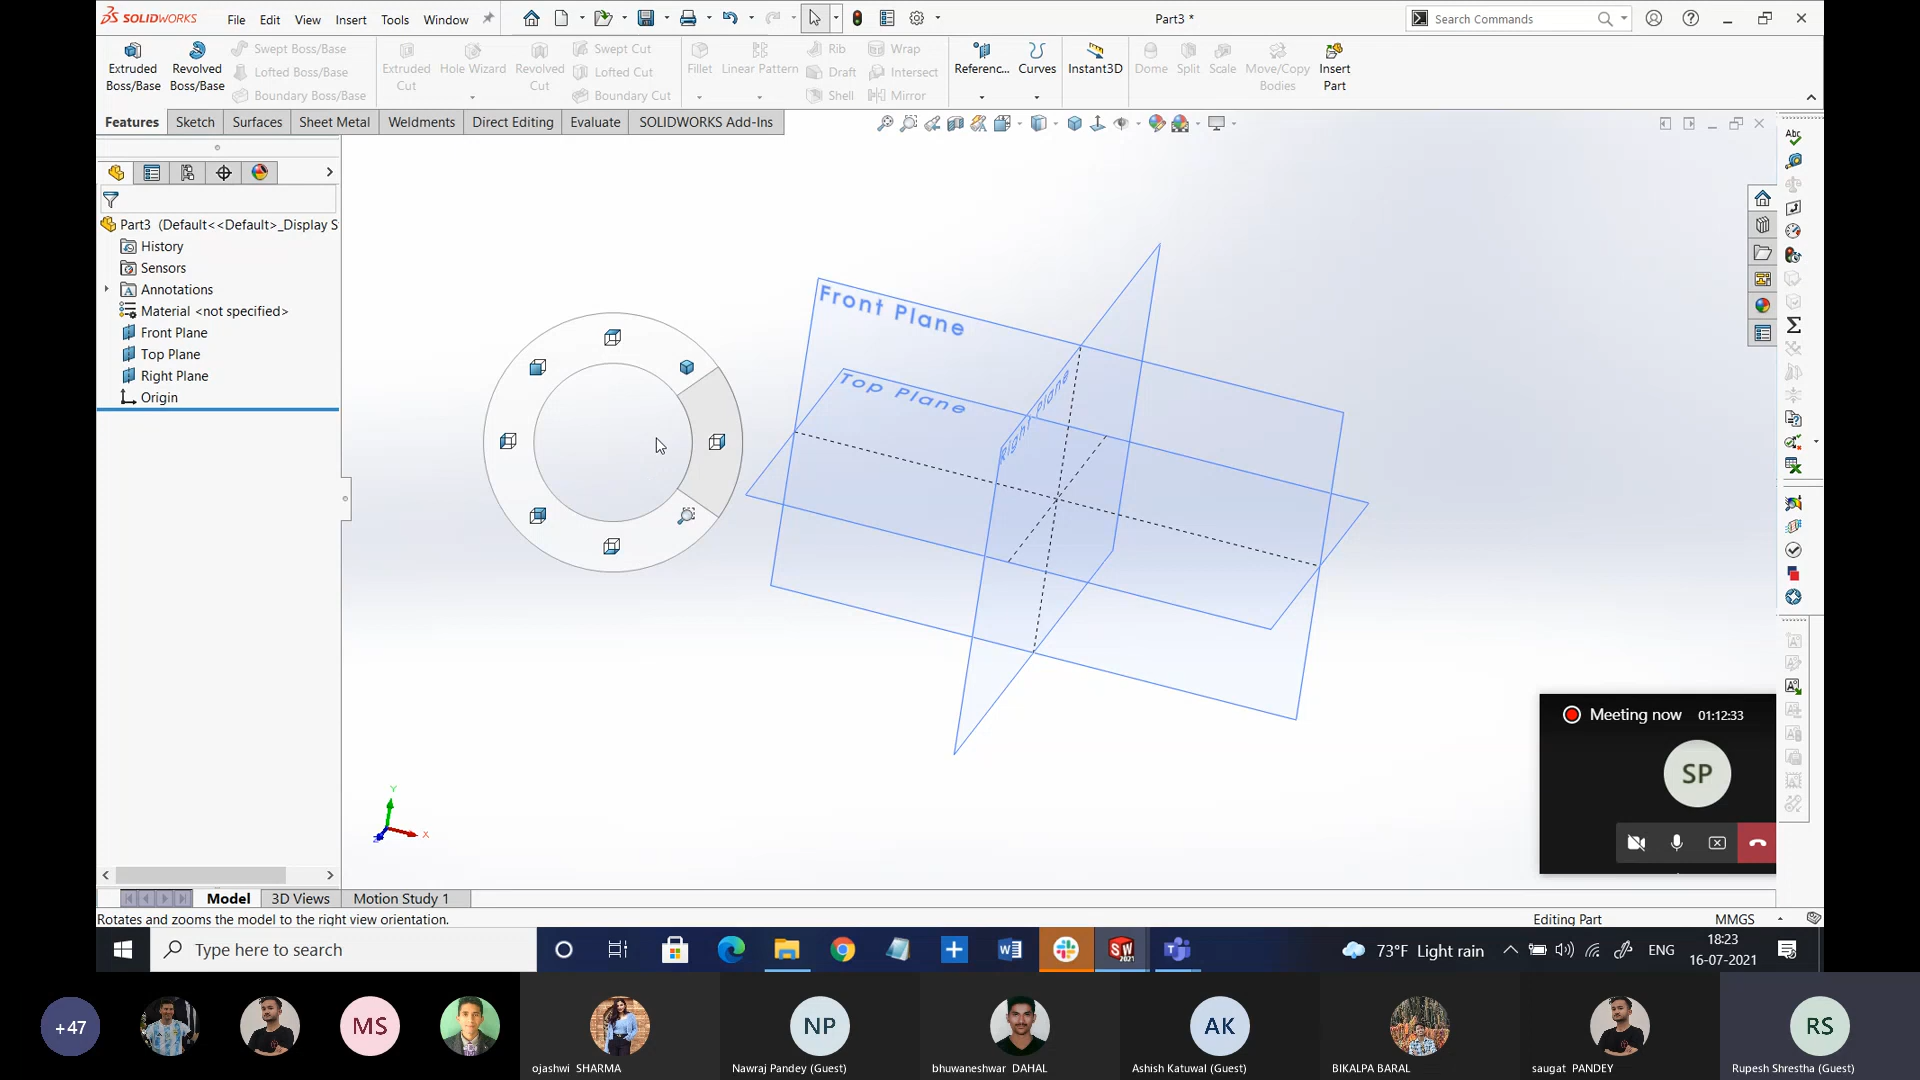 SOLIDWORKS File Edit View Insert Tools Window Part3 * Search Commands
Extruded Boss/Base
Revolved Boss/Base
Swept Boss/Base
Lofted Boss/Base
Boundary Boss/Base
Extruded Cut
Hole Wizard
Revolved Cut
Swept Cut
Lofted Cut
Boundary Cut
Fillet
Linear Pattern
Rib
Draft
Shell
Wrap
Intersect
Mirror
Referenc...
Curves
Instant3D
Dome
Split
Scale
Move/Copy Bodies
Insert Part
Features Sketch Surfaces Sheet Metal Weldments Direct Editing Evaluate SOLIDWORKS Add-Ins
Part3 (Default<<Default>_Display S
History
Sensors
Annotations
Material <not specified>
Front Plane
Top Plane
Right Plane
Origin
Front Plane
Top Plane
Right Plane
Y
X
Z
Abc
Meeting now 01:12:33
SP
Model 3D Views Motion Study 1
Rotates and zooms the model to the right view orientation. Editing Part MMGS
Type here to search 73°F Light rain ENG 18:23
16-07-2021
+47 MS NP AK RS
ojashwi SHARMA Nawraj Pandey (Guest) bhuwaneshwar DAHAL Ashish Katuwal (Guest) BIKALPA BARAL saugat PANDEY Rupesh Shrestha (Guest)